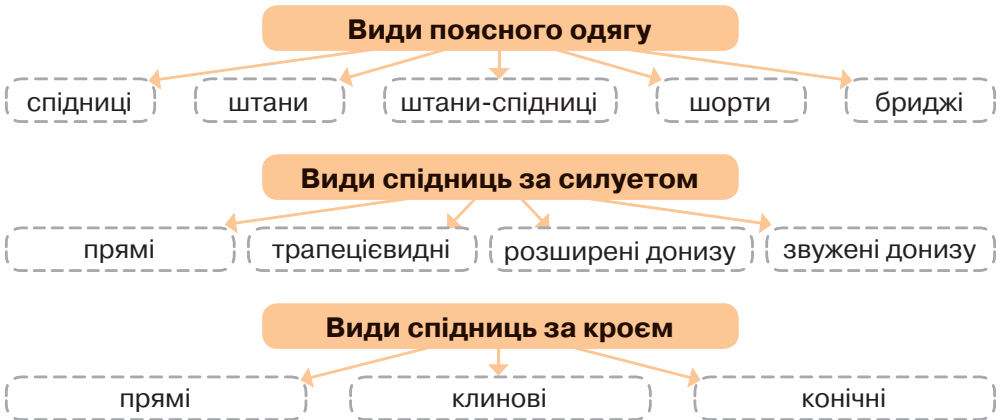 Види поясного одягу
спідниці штани штани-спідниці шорти бриджі
Види спідниць за силуетом
прямі трапецієвидні розширені донизу звужені донизу
Види спідниць за кроєм
прямі клинові конічні